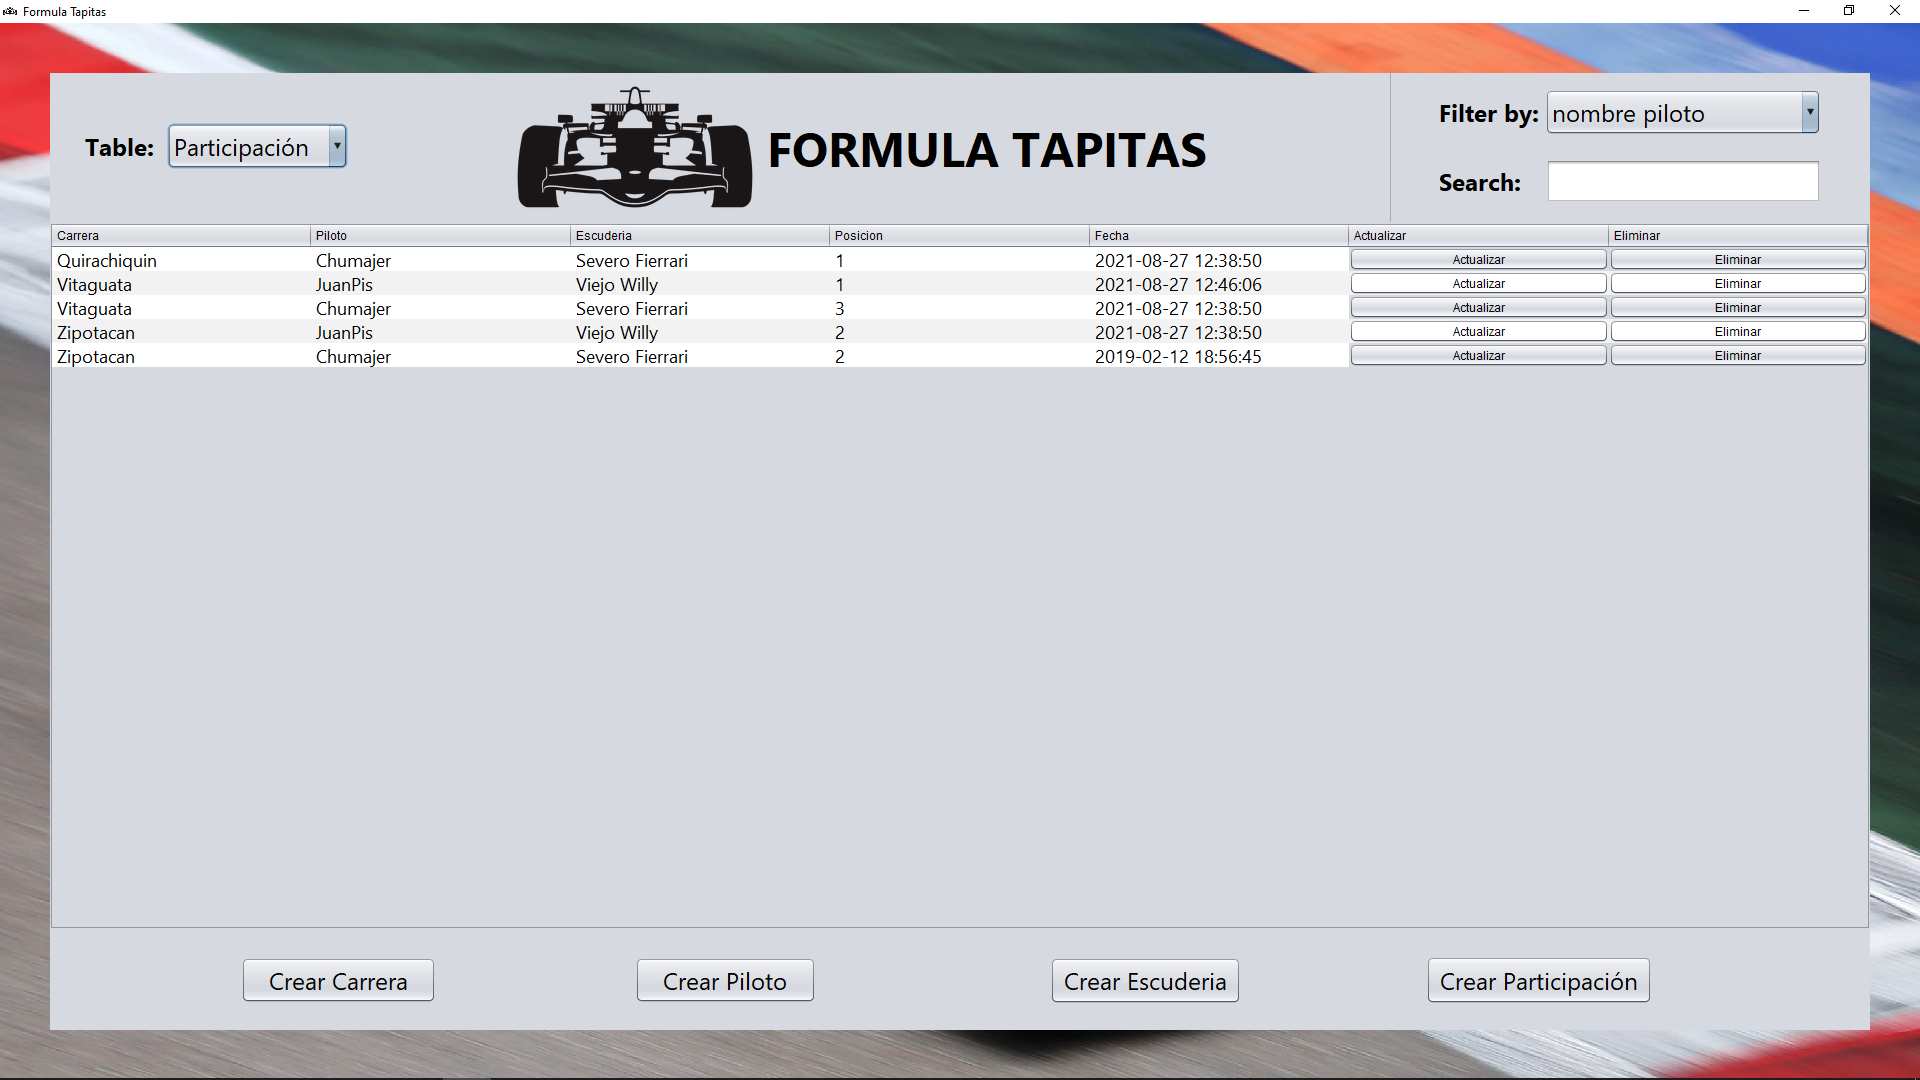 Formula Tapitas
Table: Participación
FORMULA TAPITAS
Filter by: nombre piloto
Search:
Carrera Piloto Escuderia Posicion Fecha Actualizar Eliminar
Quirachiquin Chumajer Severo Fierrari 1 2021-08-27 12:38:50 Actualizar Eliminar
Vitaguata JuanPis Viejo Willy 1 2021-08-27 12:46:06 Actualizar Eliminar
Vitaguata Chumajer Severo Fierrari 3 2021-08-27 12:38:50 Actualizar Eliminar
Zipotacan JuanPis Viejo Willy 2 2021-08-27 12:38:50 Actualizar Eliminar
Zipotacan Chumajer Severo Fierrari 2 2019-02-12 18:56:45 Actualizar Eliminar
Crear Carrera Crear Piloto Crear Escuderia Crear Participación